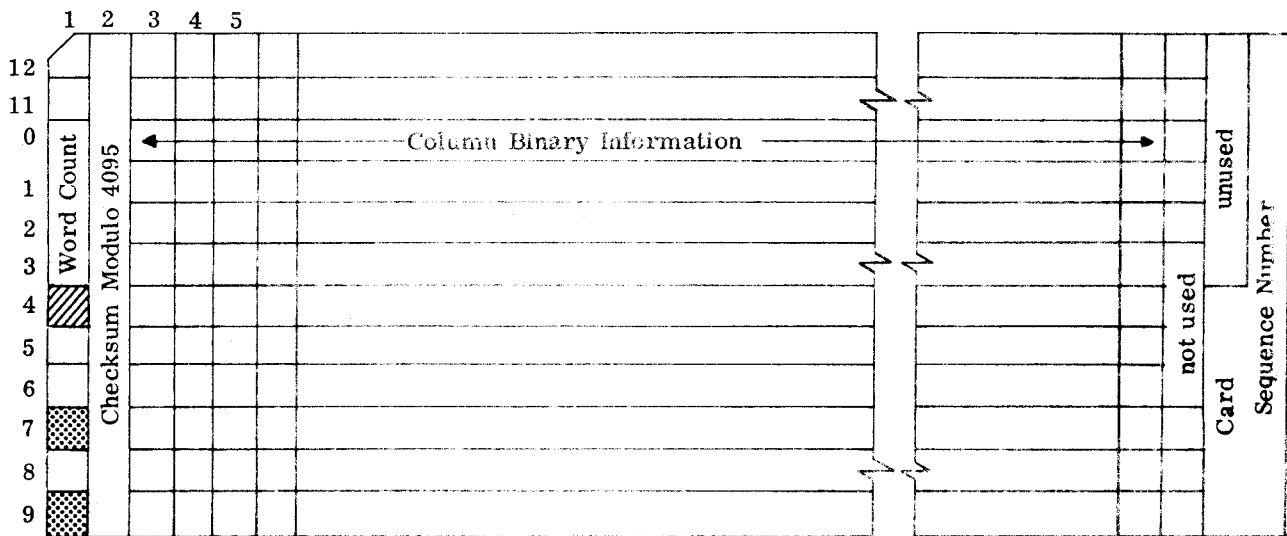 1 2 3 4 5
12
11
0
1
2
3
4
5
6
7
8
9
Word Count
Checksum Modulo 4095
Column Binary Information
not used
unused
Card
Sequence Number